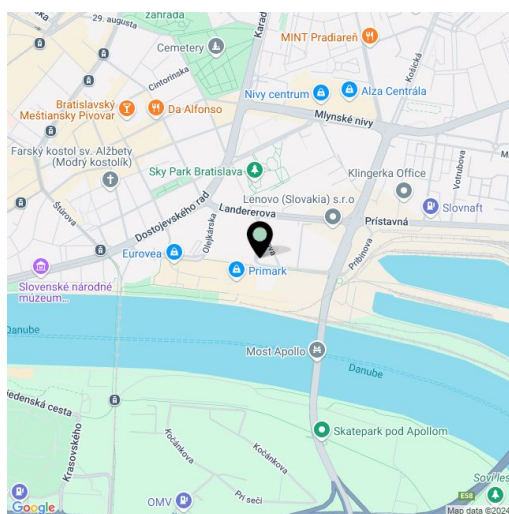 29. augusta
záhrada
Karad
Cemetery
MINT Pradiareň
Košická
Cintorínska
Nivy centrum
Alza Centrála
Bratislavský
Meštiansky Pivovar
Da Alfonso
Mlynské nivy
Farský kostol sv. Alžbety
(Modrý kostolík)
Sky Park Bratislava
Klingerka Office
Votrubova
Lenovo (Slovakia) s.r.o
Slovnaft
Landererova
Prístavná
Štúrova
Dostojevského rad
Olejkárska
Pribinova
Eurovea
Primark
Slovenské národné
múzeum...
Danube
Most Apollo
Danube
Krasovského
Kočánkova
Skatepark pod Apollom
Kočánkova
OMV
Pri seči
E58
Google
Map data ©2024